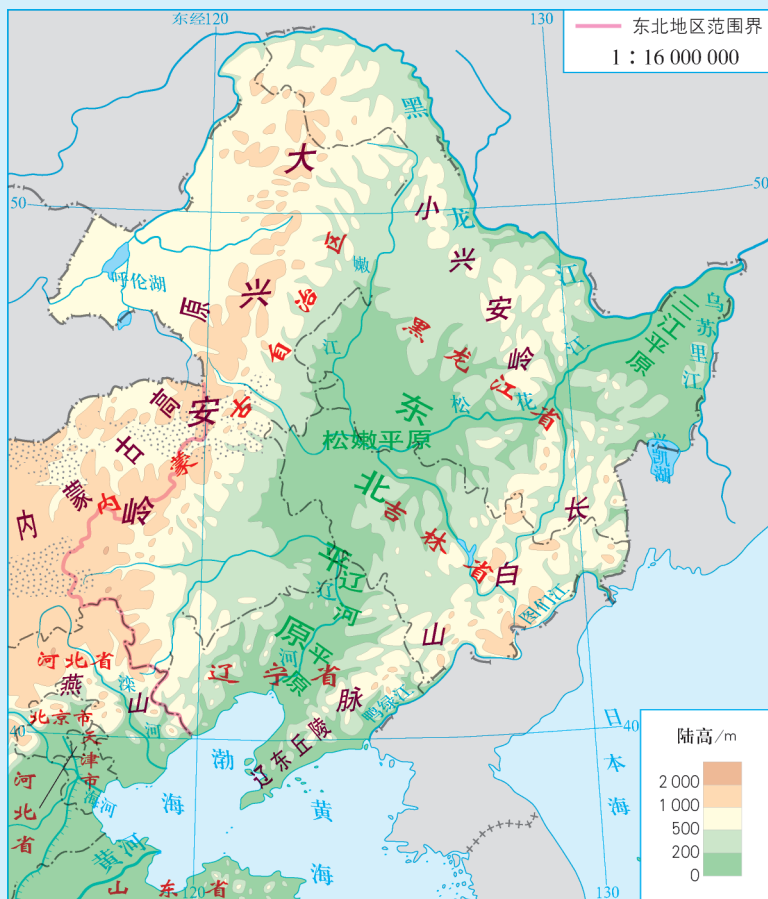 东经120
130
东北地区范围界
1∶16 000 000
50
50
40
40
120
130
黑龙江
大兴安岭
小兴安岭
呼伦湖
嫩江
内蒙古自治区
内蒙古高原
黑龙江省
三江平原
乌苏里江
松花江
东北平原
松嫩平原
兴凯湖
吉林省
长白山脉
辽河平原
辽河
图们江
鸭绿江
辽宁省
辽东丘陵
河北省
燕山
滦河
北京市
天津市
河北省
海河
黄河
渤海
黄海
日本海
山东省
陆高/m
2 000
1 000
500
200
0